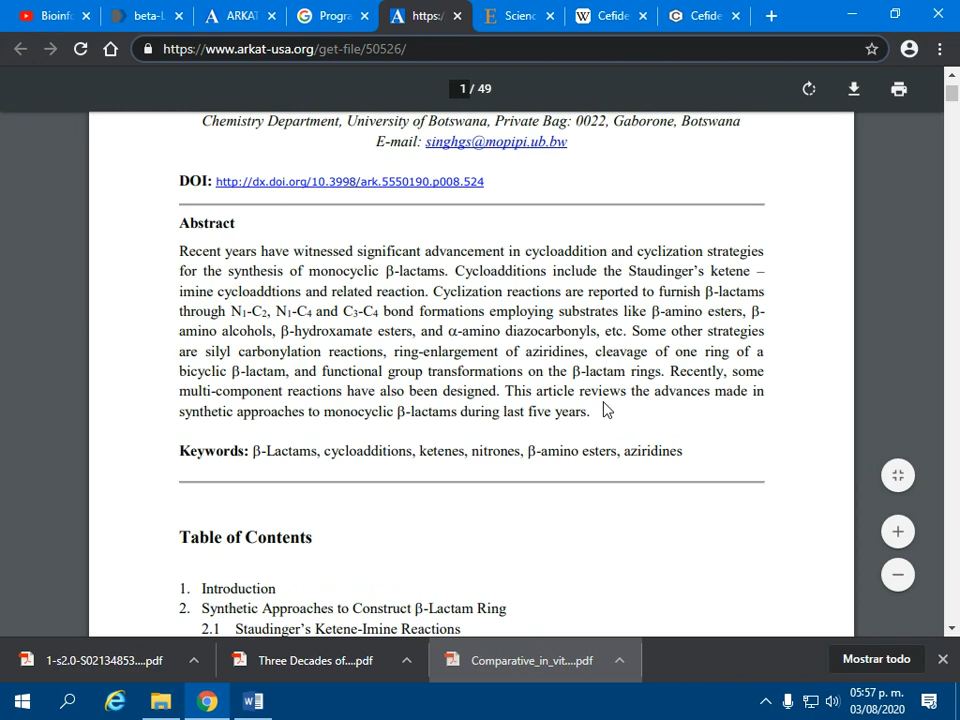 Bioinf
beta-L
ARKAT
Progra
https:
Scienc
Cefide
Cefide
https://www.arkat-usa.org/get-file/50526/
1 / 49
Chemistry Department, University of Botswana, Private Bag: 0022, Gaborone, Botswana
E-mail: singhgs@mopipi.ub.bw
DOI: http://dx.doi.org/10.3998/ark.5550190.p008.524
Abstract
Recent years have witnessed significant advancement in cycloaddition and cyclization strategies
for the synthesis of monocyclic β-lactams. Cycloadditions include the Staudinger's ketene –
imine cycloaddtions and related reaction. Cyclization reactions are reported to furnish β-lactams
through N1-C2, N1-C4 and C3-C4 bond formations employing substrates like β-amino esters, β-
amino alcohols, β-hydroxamate esters, and α-amino diazocarbonyls, etc. Some other strategies
are silyl carbonylation reactions, ring-enlargement of aziridines, cleavage of one ring of a
bicyclic β-lactam, and functional group transformations on the β-lactam rings. Recently, some
multi-component reactions have also been designed. This article reviews the advances made in
synthetic approaches to monocyclic β-lactams during last five years.
Keywords: β-Lactams, cycloadditions, ketenes, nitrones, β-amino esters, aziridines
Table of Contents
1. Introduction
2. Synthetic Approaches to Construct β-Lactam Ring
2.1 Staudinger's Ketene-Imine Reactions
1-s2.0-S02134853....pdf
Three Decades of....pdf
Comparative_in_vit....pdf
Mostrar todo
05:57 p. m.
03/08/2020